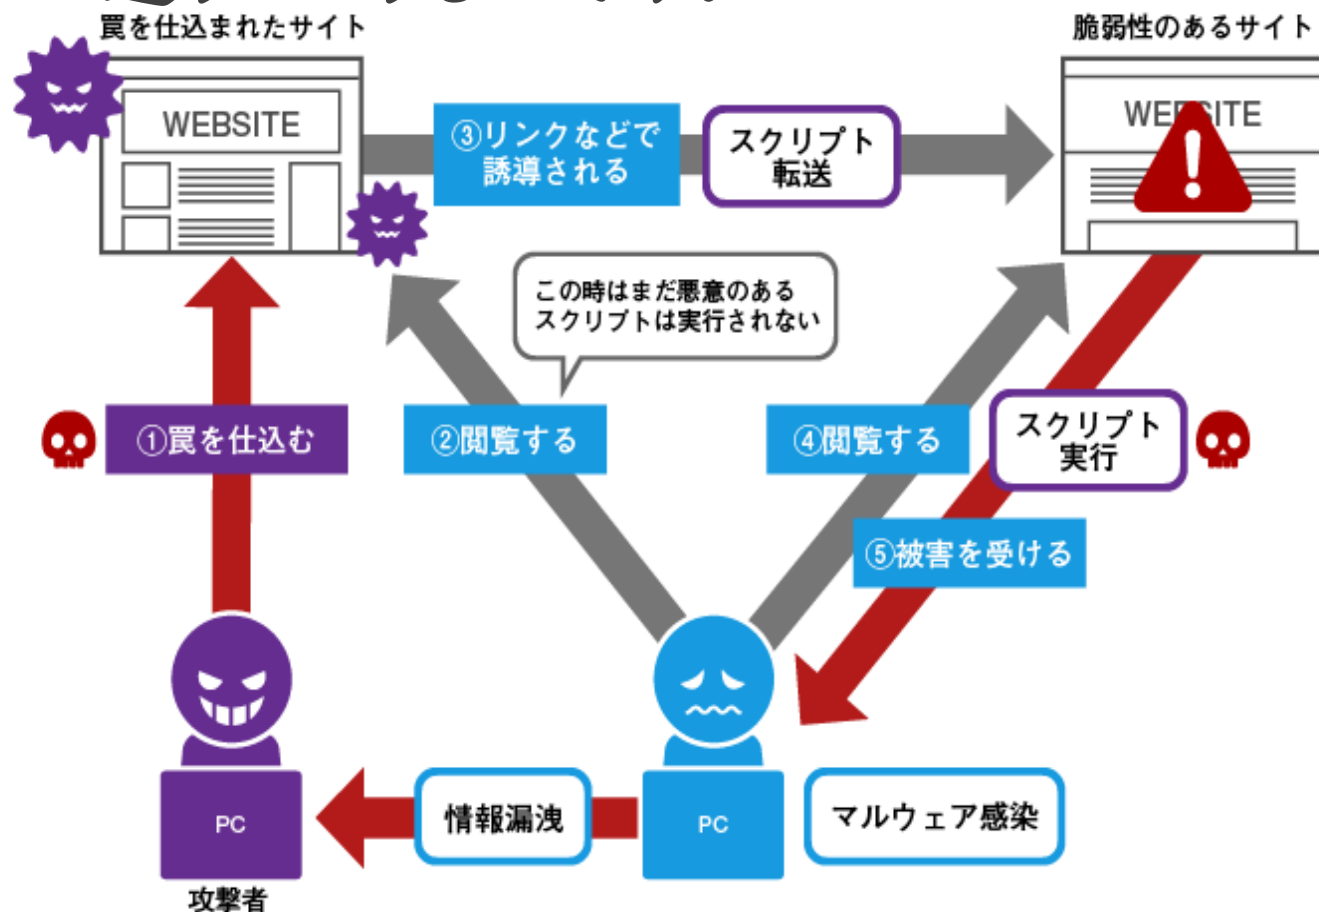 罠を仕込まれたサイト
脆弱性のあるサイト
WEBSITE
③リンクなどで
誘導される
スクリプト
転送
WEBSITE
この時はまだ悪意のある
スクリプトは実行されない
①罠を仕込む
②閲覧する
④閲覧する
スクリプト
実行
⑤被害を受ける
PC
情報漏洩
PC
マルウェア感染
攻撃者